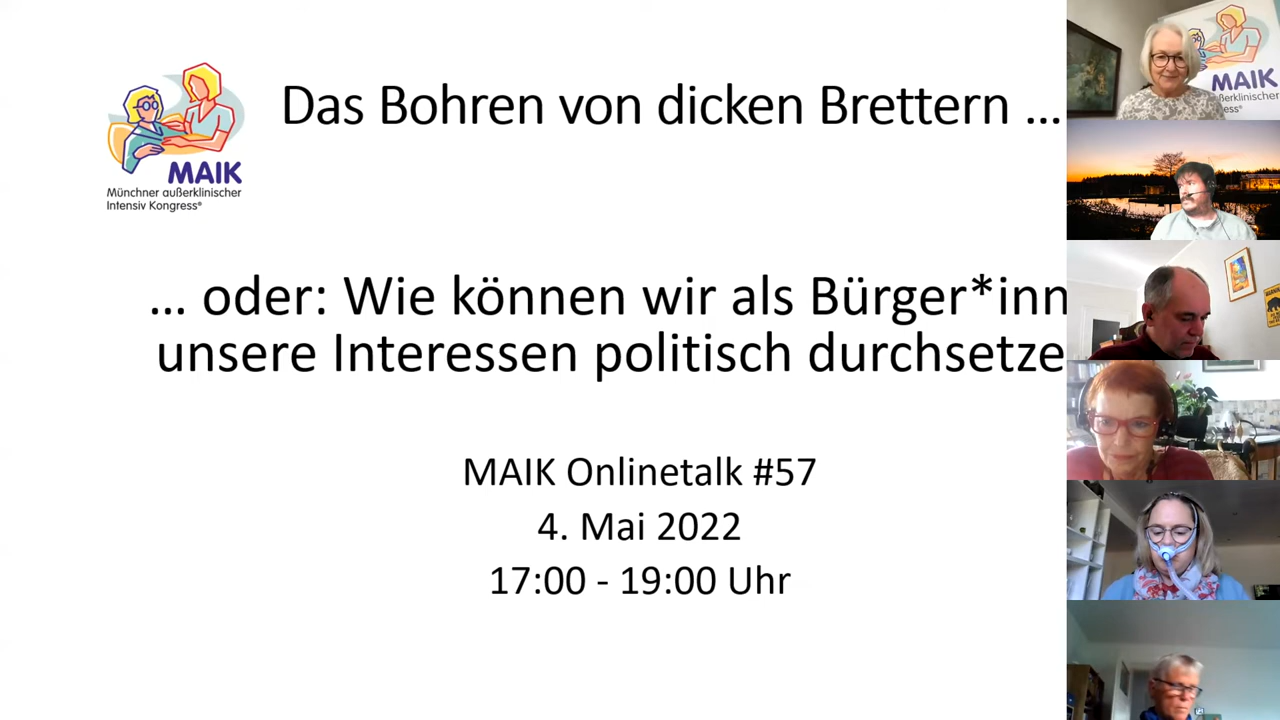 Das Bohren von dicken Brettern ...
MAIK
Münchner außerklinischer
Intensiv Kongress®
... oder: Wie können wir als Bürger*inn
unsere Interessen politisch durchsetze
MAIK Onlinetalk #57
4. Mai 2022
17:00 - 19:00 Uhr
MAIK
ßerklinischer
gress®